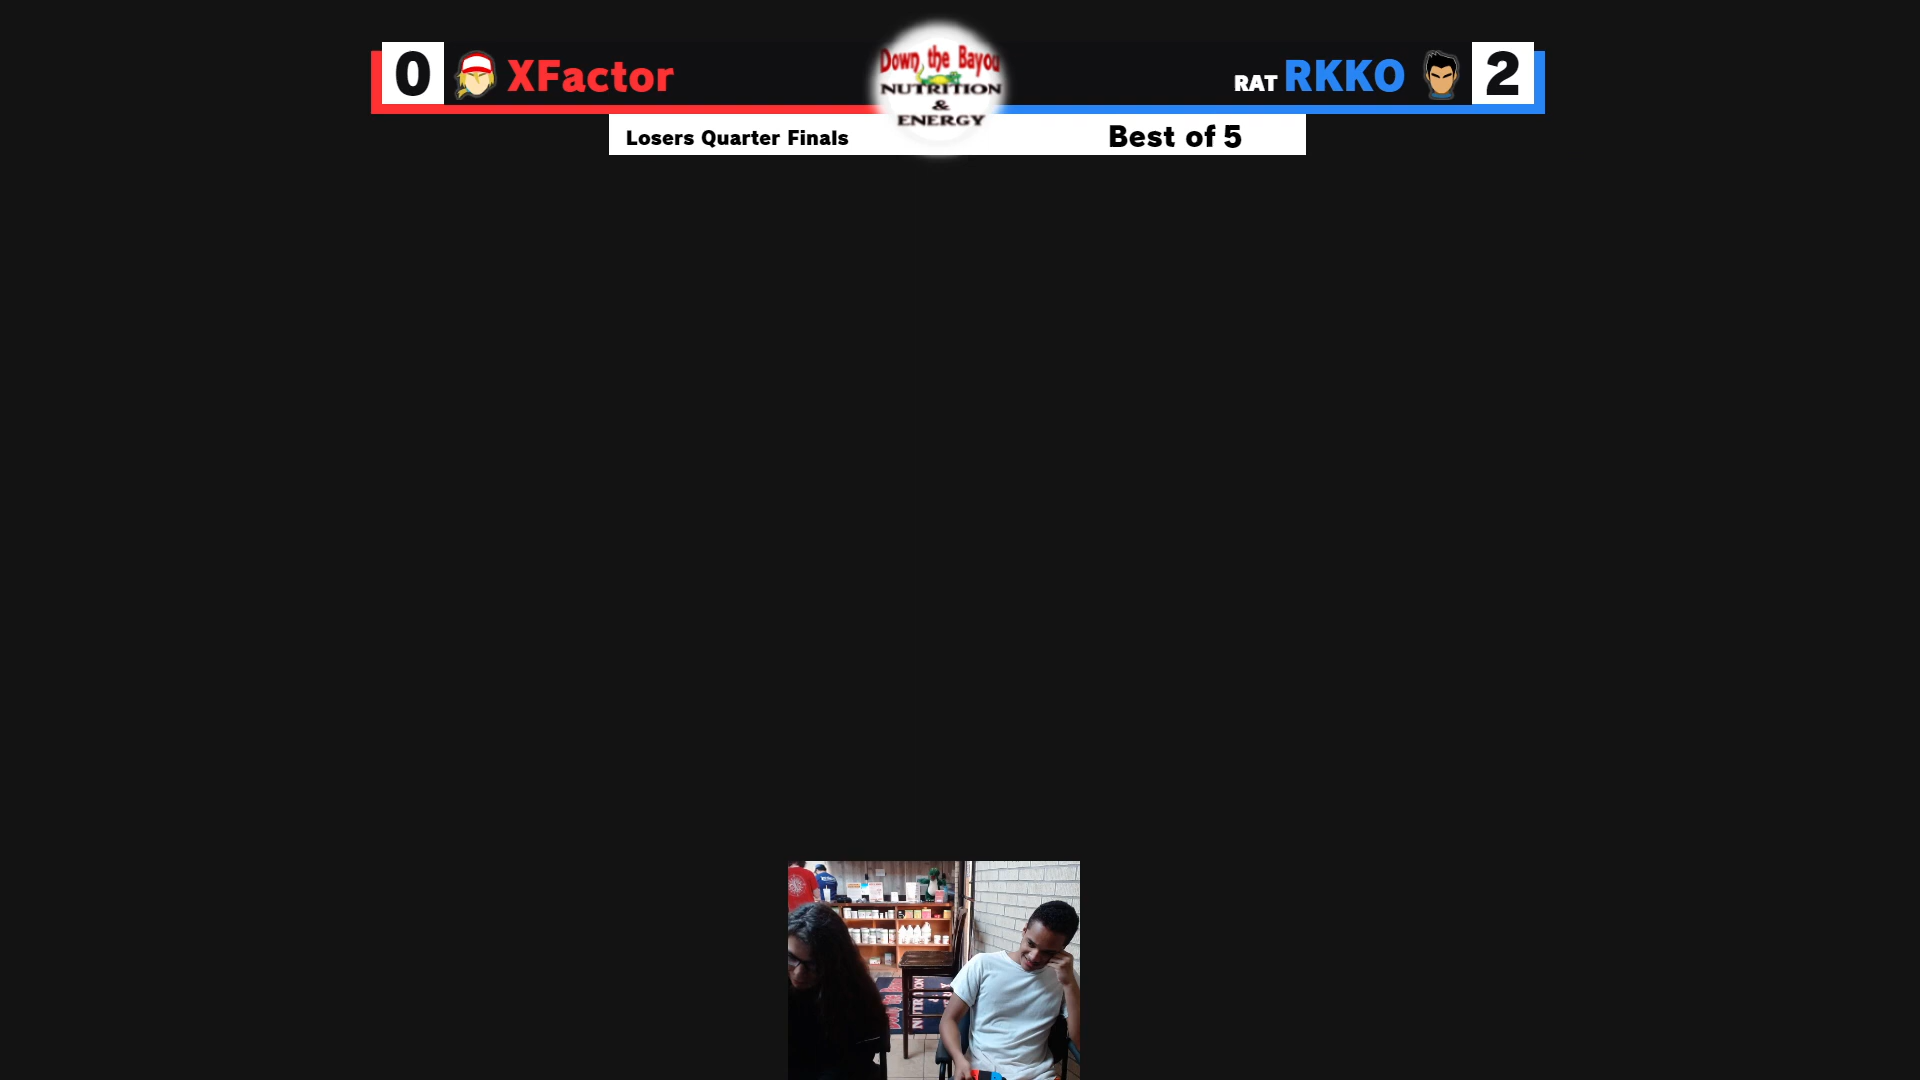 0 XFactor
Down the Bayou
NUTRITION
&
ENERGY
RAT RKKO 2
Losers Quarter Finals
Best of 5